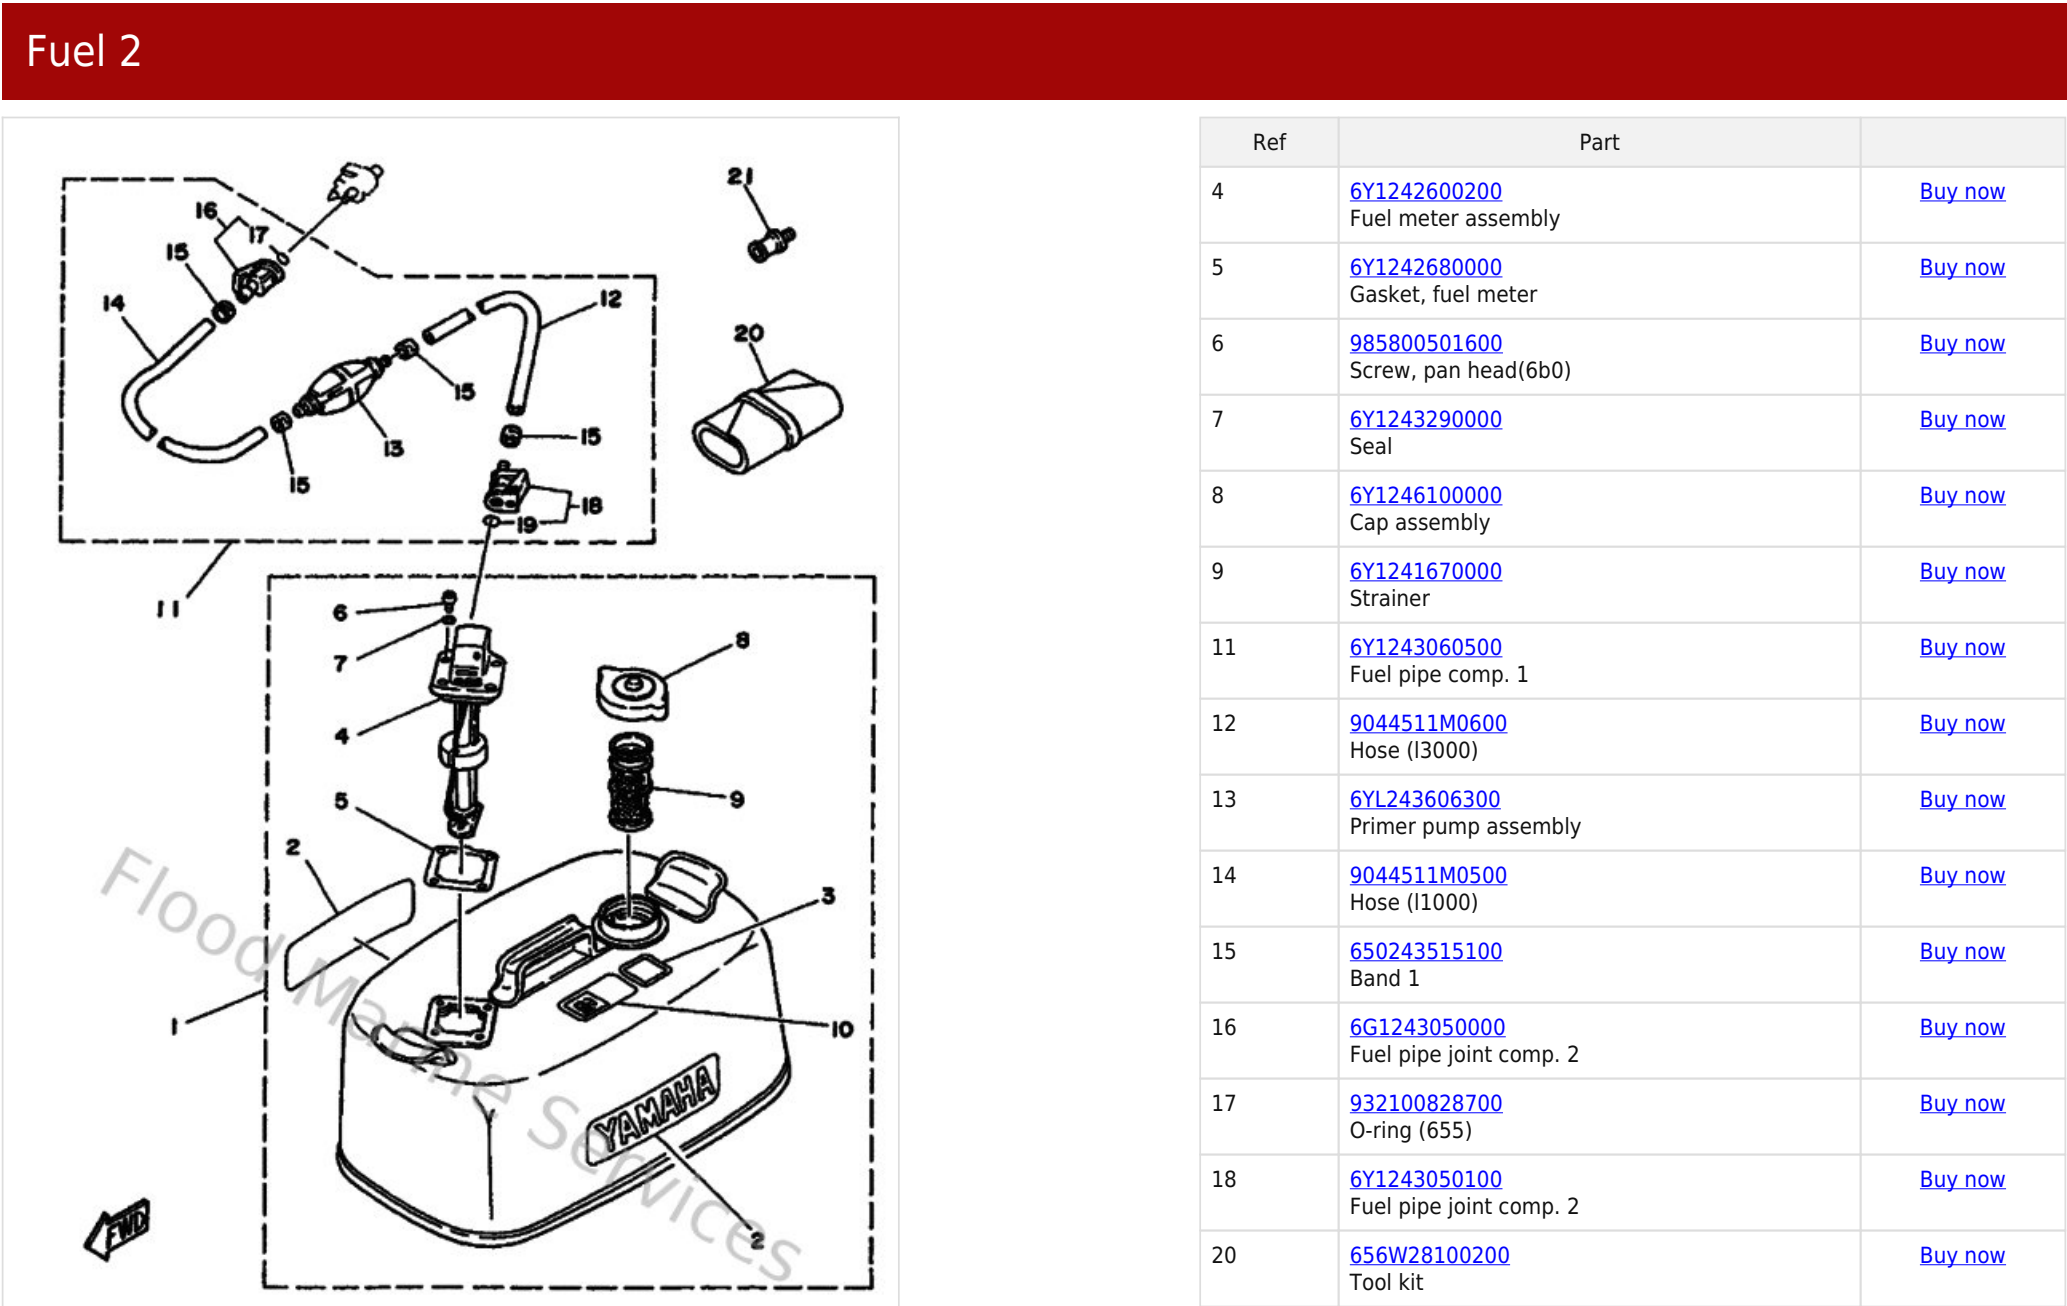 Fuel 2
21
16
17
15
14
12
20
15
13
15
15
18
19
11
6
7
8
4
9
5
2
3
1
10
YAMAHA
2
FWD
Flood Marine Services
Ref Part
4 6Y1242600200 Buy now
Fuel meter assembly
5 6Y1242680000 Buy now
Gasket, fuel meter
6 985800501600 Buy now
Screw, pan head(6b0)
7 6Y1243290000 Buy now
Seal
8 6Y1246100000 Buy now
Cap assembly
9 6Y1241670000 Buy now
Strainer
11 6Y1243060500 Buy now
Fuel pipe comp. 1
12 9044511M0600 Buy now
Hose (l3000)
13 6YL243606300 Buy now
Primer pump assembly
14 9044511M0500 Buy now
Hose (l1000)
15 650243515100 Buy now
Band 1
16 6G1243050000 Buy now
Fuel pipe joint comp. 2
17 932100828700 Buy now
O-ring (655)
18 6Y1243050100 Buy now
Fuel pipe joint comp. 2
20 656W28100200 Buy now
Tool kit